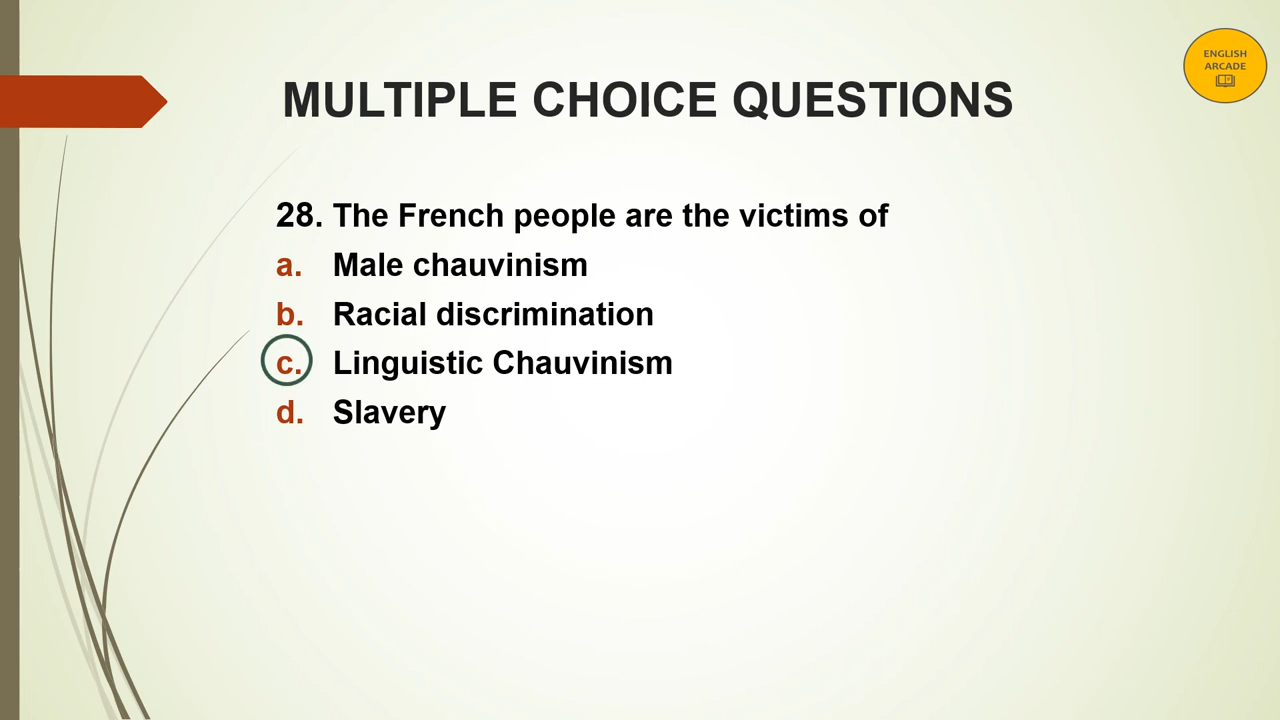 ENGLISH
ARCADE
MULTIPLE CHOICE QUESTIONS
28. The French people are the victims of
a. Male chauvinism
b. Racial discrimination
c. Linguistic Chauvinism
d. Slavery